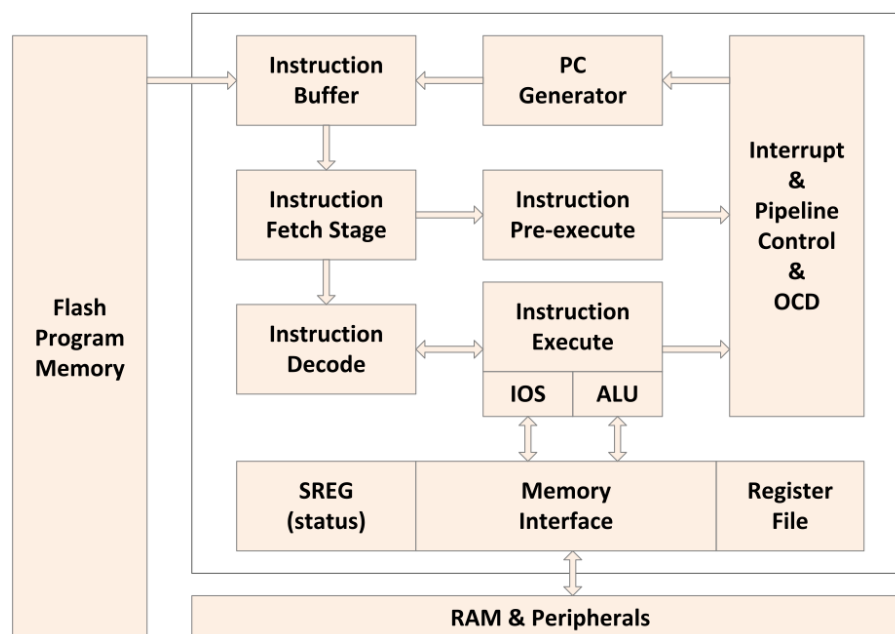 Instruction
Buffer
PC
Generator
Instruction
Fetch Stage
Instruction
Pre-execute
Interrupt
&
Pipeline
Control
&
OCD
Flash
Program
Memory
Instruction
Decode
Instruction
Execute
IOS
ALU
SREG
(status)
Memory
Interface
Register
File
RAM & Peripherals